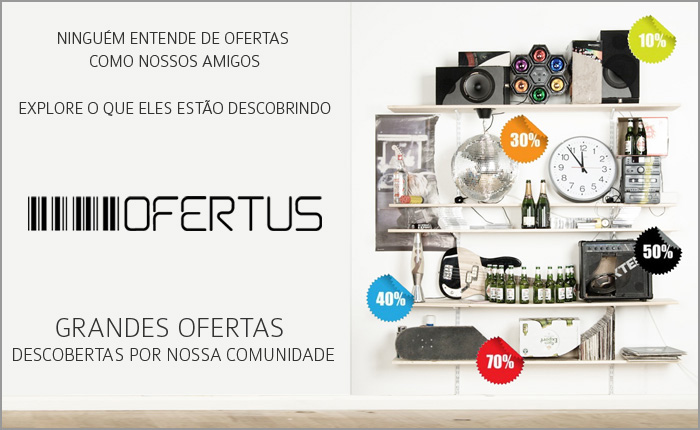 NINGUÉM ENTENDE DE OFERTAS
COMO NOSSOS AMIGOS
EXPLORE O QUE ELES ESTÃO DESCOBRINDO
OFERTUS
GRANDES OFERTAS
DESCOBERTAS POR NOSSA COMUNIDADE
10%
30%
50%
40%
70%